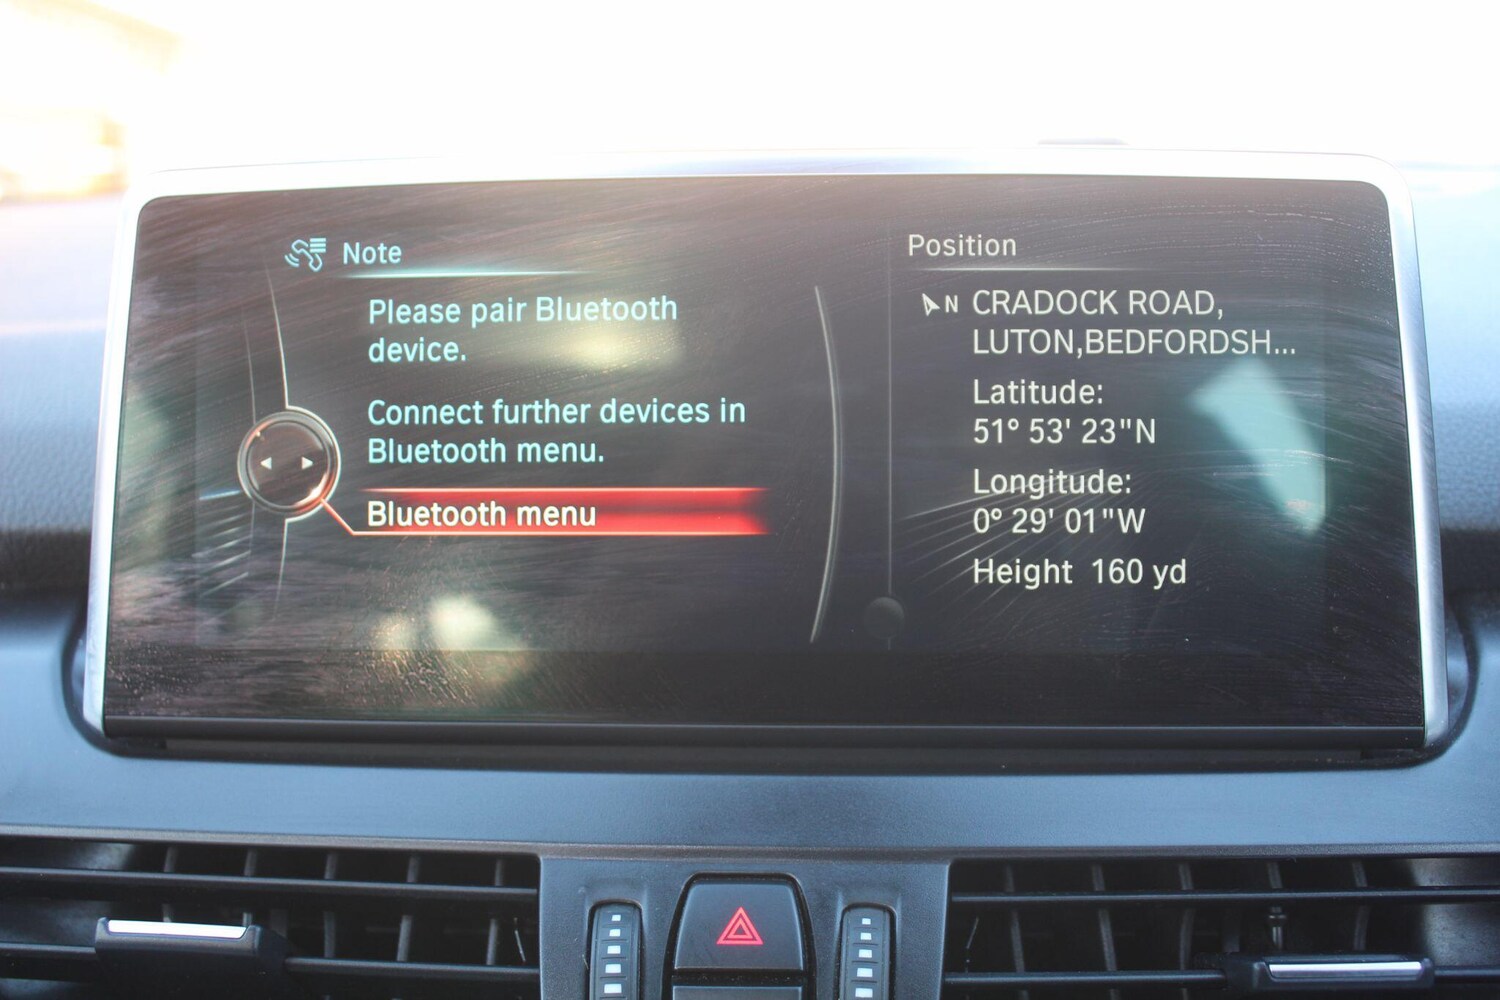 Note
Please pair Bluetooth
device.
Connect further devices in
Bluetooth menu.
Bluetooth menu
Position
N CRADOCK ROAD,
LUTON,BEDFORDSH...
Latitude:
51° 53' 23"N
Longitude:
0° 29' 01"W
Height 160 yd